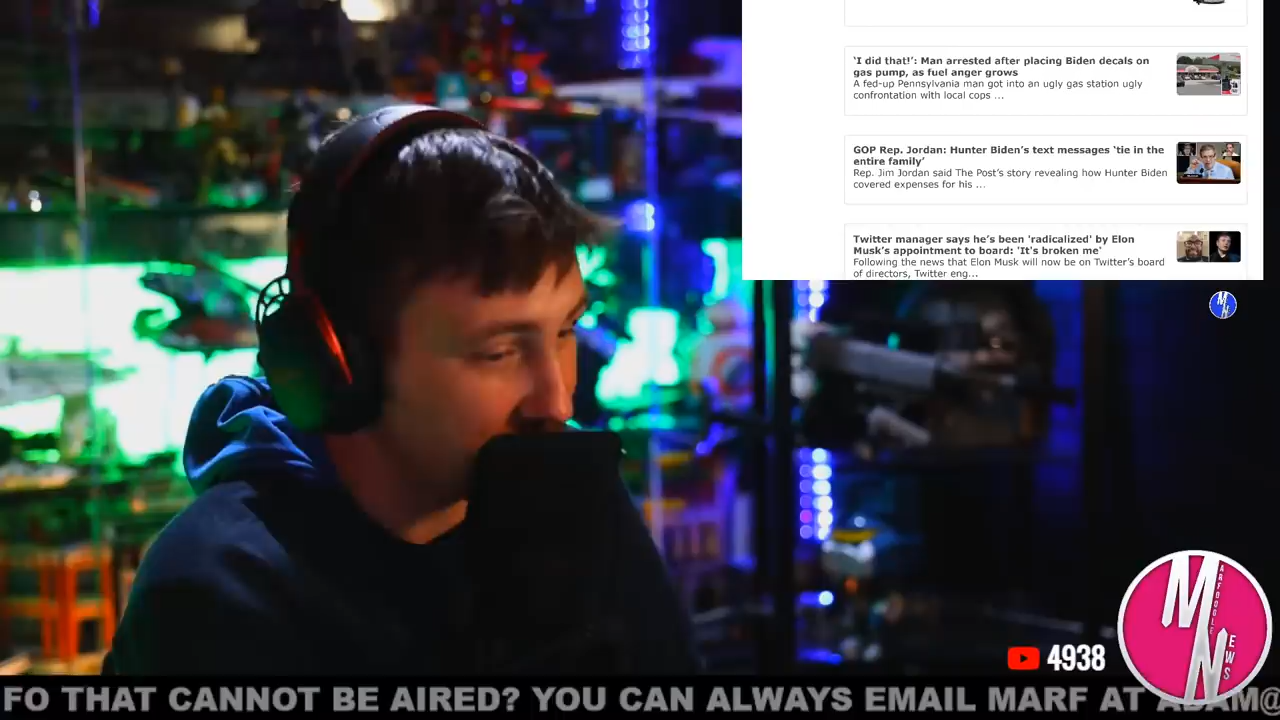 'I did that!': Man arrested after placing Biden decals on
gas pump, as fuel anger grows
A fed-up Pennsylvania man got into an ugly gas station ugly
confrontation with local cops ...
GOP Rep. Jordan: Hunter Biden's text messages 'tie in the
entire family'
Rep. Jim Jordan said The Post's story revealing how Hunter Biden
covered expenses for his ...
Twitter manager says he's been 'radicalized' by Elon
Musk's appointment to board: 'It's broken me'
Following the news that Elon Musk will now be on Twitter's board
of directors, Twitter eng...
MN
4938
MARFOOGLE
NEWS
FO THAT CANNOT BE AIRED? YOU CAN ALWAYS EMAIL MARF AT ADAM@